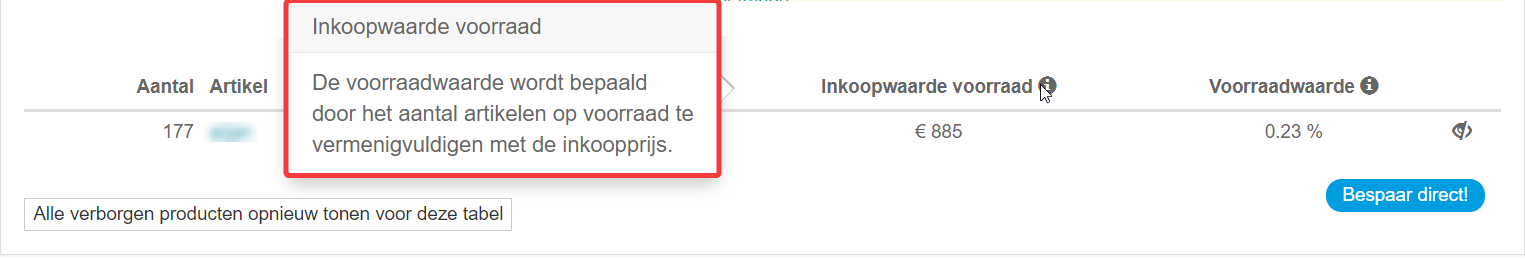 Inkoopwaarde voorraad
De voorraadwaarde wordt bepaald
door het aantal artikelen op voorraad te
vermenigvuldigen met de inkoopprijs.
Aantal Artikel Inkoopwaarde voorraad Voorraadwaarde
177 € 885 0.23 %
Bespaar direct!
Alle verborgen producten opnieuw tonen voor deze tabel